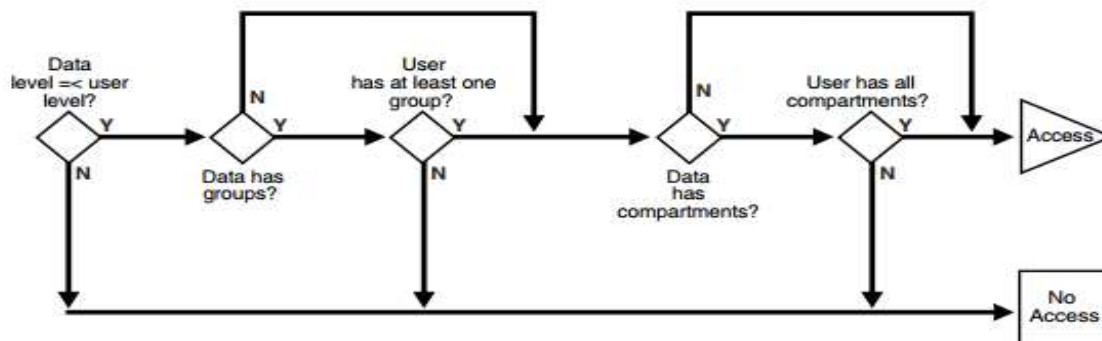 Data
level =< user
level?
Y
N
N
Y
Data has
groups?
User
has at least one
group?
Y
N
N
Y
Data
has
compartments?
User has all
compartments?
Y
N
Access
No
Access